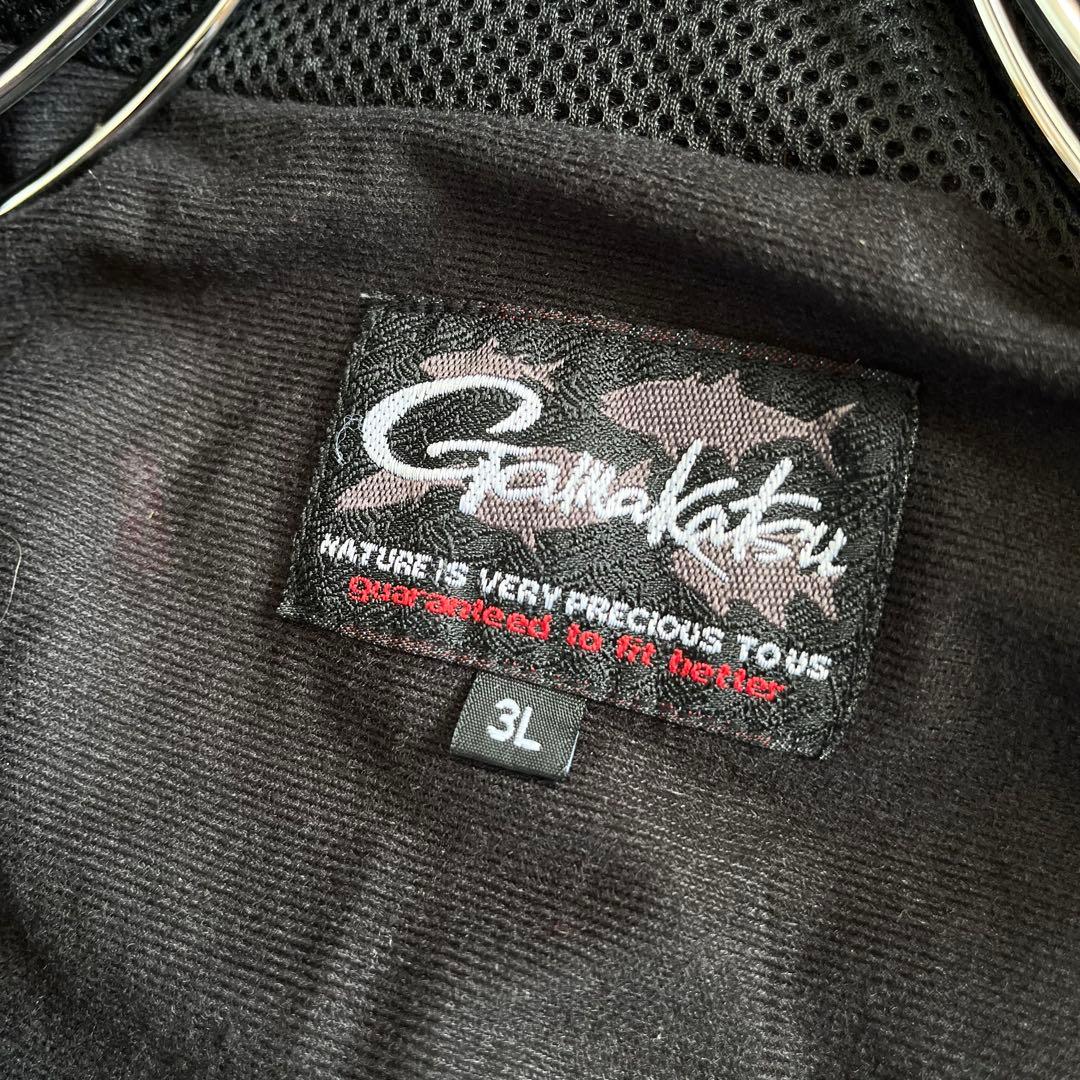 Gamakatsu
NATURE IS VERY PRECIOUS TO US
guaranteed to fit better
3L